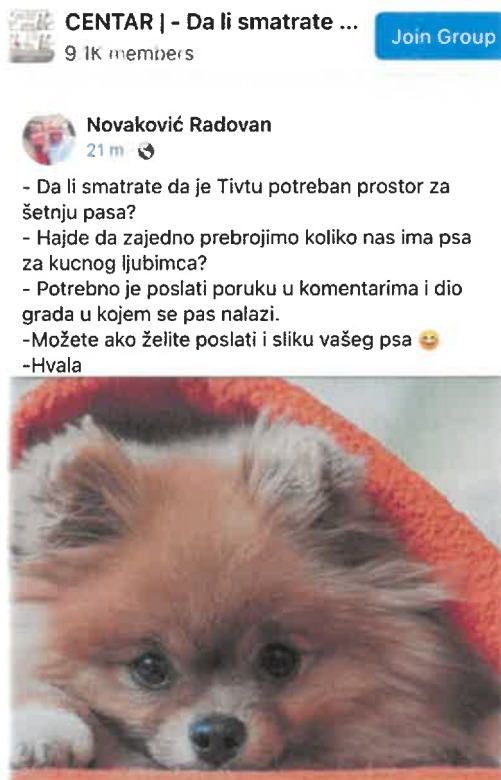 CENTAR | - Da li smatrate ...
9.1K members
Join Group
Novaković Radovan
21 m
- Da li smatrate da je Tivtu potreban prostor za
šetnju pasa?
- Hajde da zajedno prebrojimo koliko nas ima psa
za kucnog ljubimca?
- Potrebno je poslati poruku u komentarima i dio
grada u kojem se pas nalazi.
-Možete ako želite poslati i sliku vašeg psa 😄
-Hvala